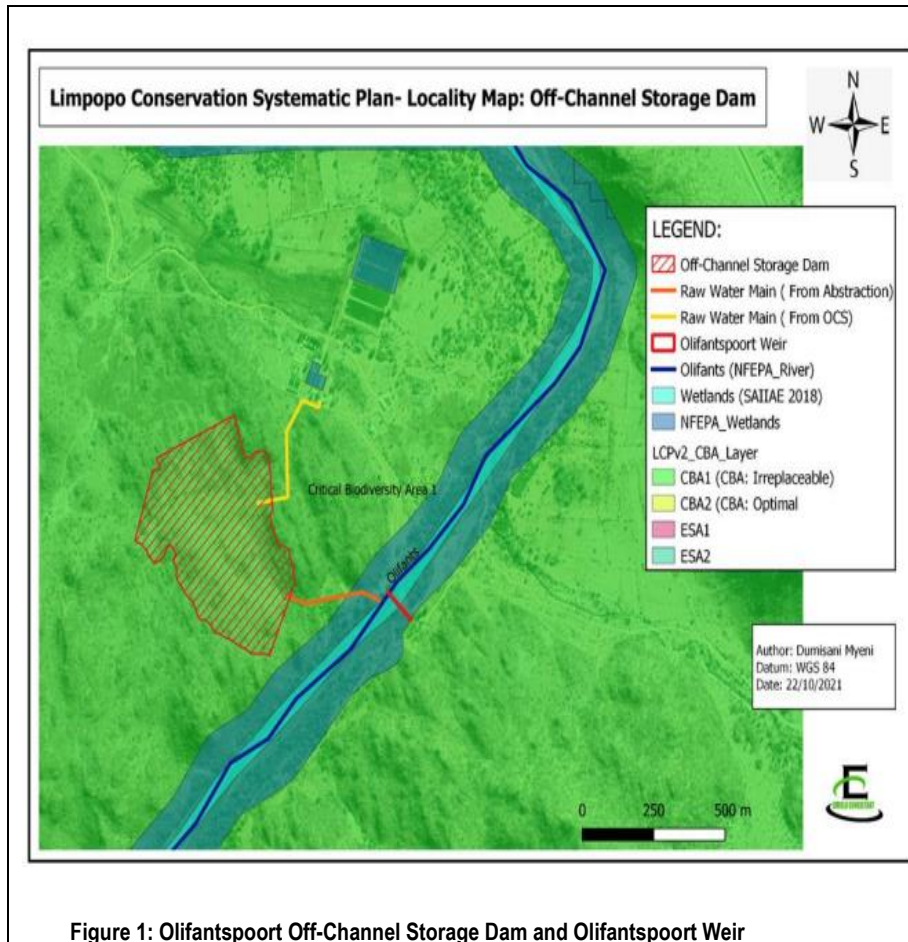 Limpopo Conservation Systematic Plan- Locality Map: Off-Channel Storage Dam
N
W
E
S
LEGEND:
Off-Channel Storage Dam
Raw Water Main ( From Abstraction)
Raw Water Main ( From OCS)
Olifantspoort Weir
Olifants (NFEPA_River)
Wetlands (SAIIAE 2018)
NFEPA_Wetlands
LCPv2_CBA_Layer
CBA1 (CBA: Irreplaceable)
CBA2 (CBA: Optimal
ESA1
ESA2
Critical Biodiversity Area 1
Olifants
Author: Dumisani Myeni
Datum: WGS 84
Date: 22/10/2021
E
0 250 500 m
Figure 1: Olifantspoort Off-Channel Storage Dam and Olifantspoort Weir